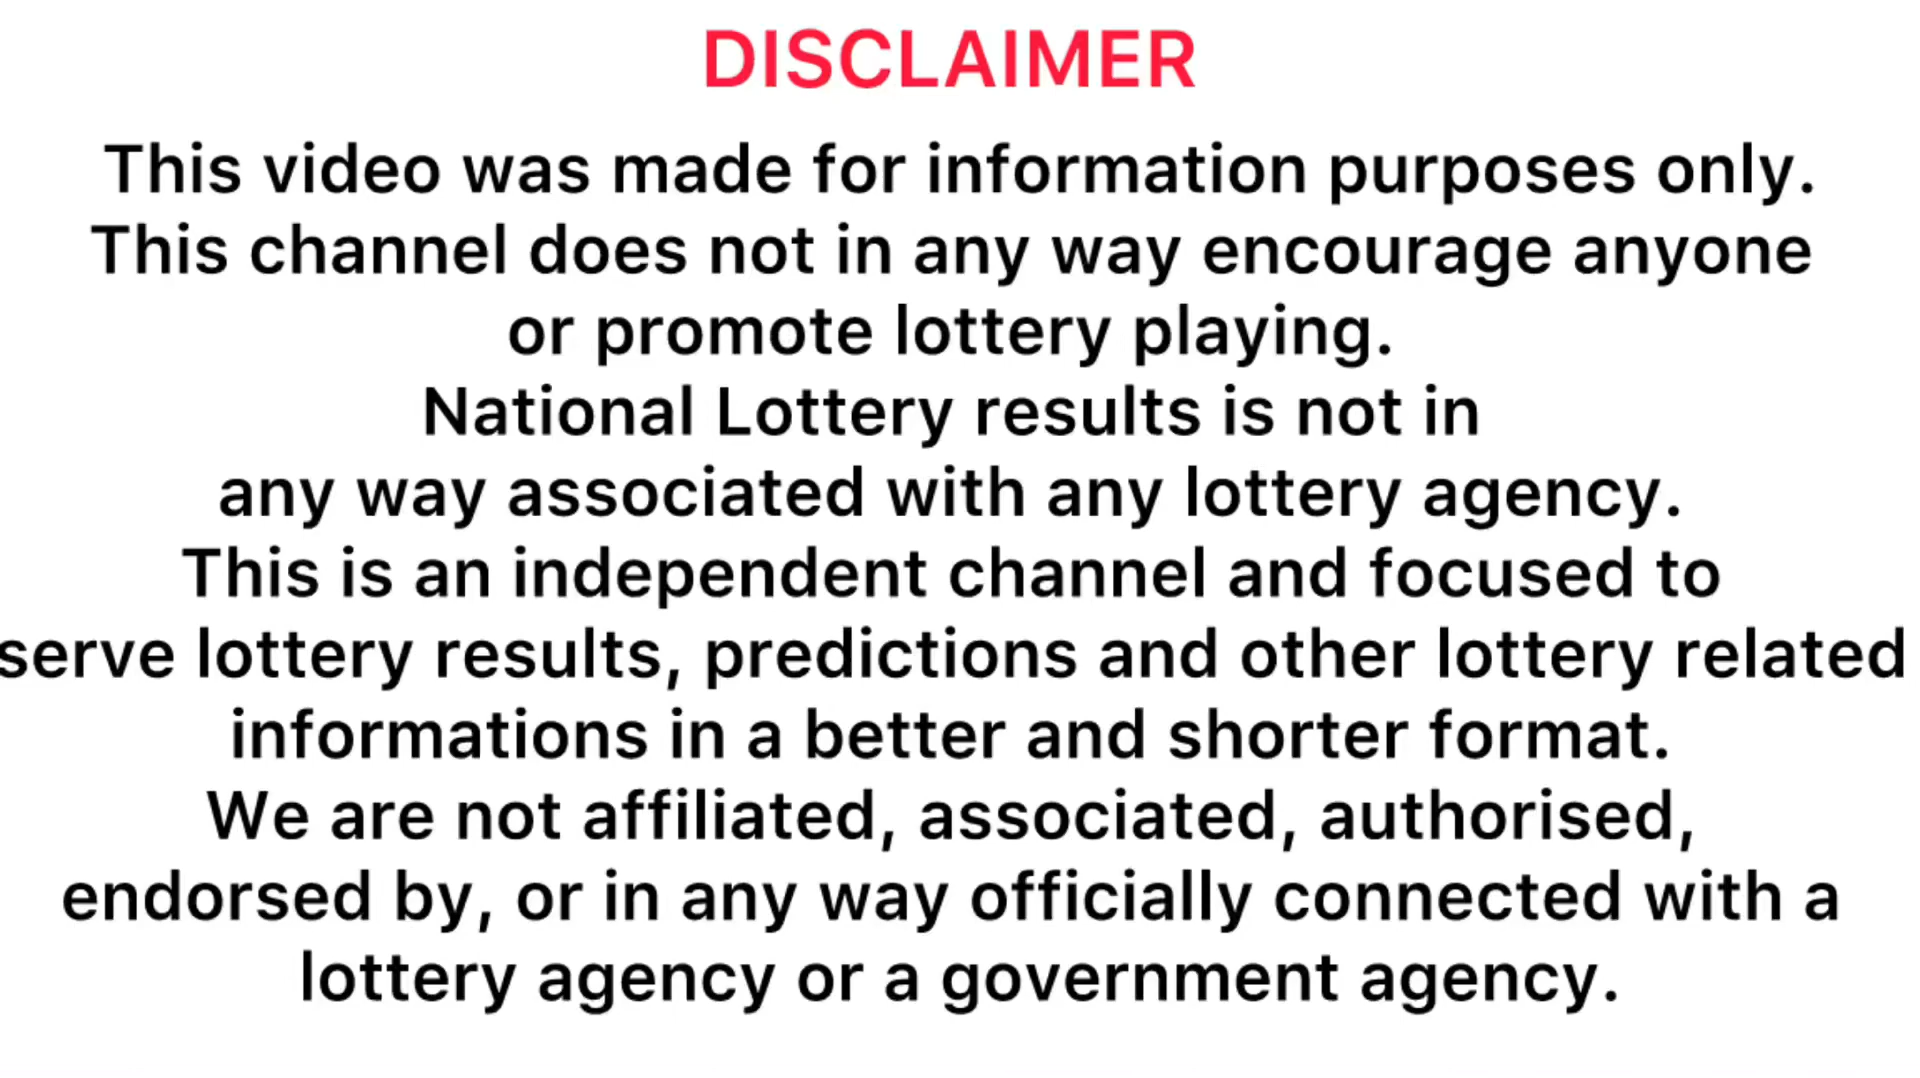 DISCLAIMER
This video was made for information purposes only.
This channel does not in any way encourage anyone
or promote lottery playing.
National Lottery results is not in
any way associated with any lottery agency.
This is an independent channel and focused to
serve lottery results, predictions and other lottery related
informations in a better and shorter format.
We are not affiliated, associated, authorised,
endorsed by, or in any way officially connected with a
lottery agency or a government agency.